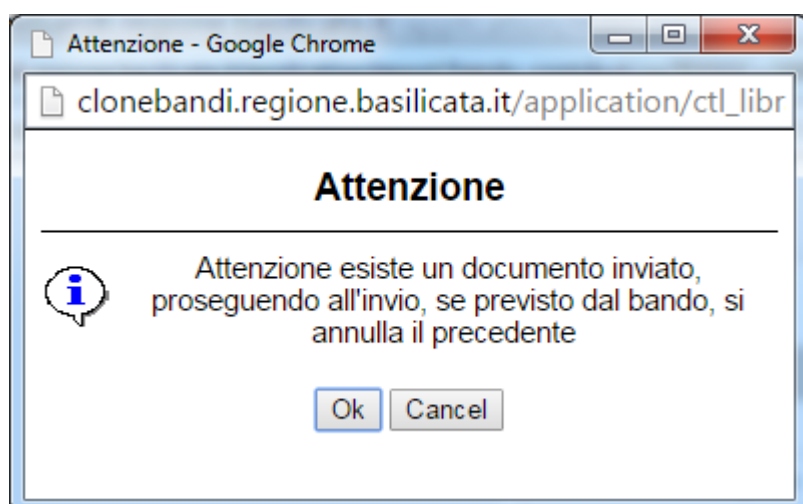 Attenzione - Google Chrome
clonebandi.regione.basilicata.it/application/ctl_libr
Attenzione
Attenzione esiste un documento inviato,
proseguendo all'invio, se previsto dal bando, si
annulla il precedente
Ok Cancel